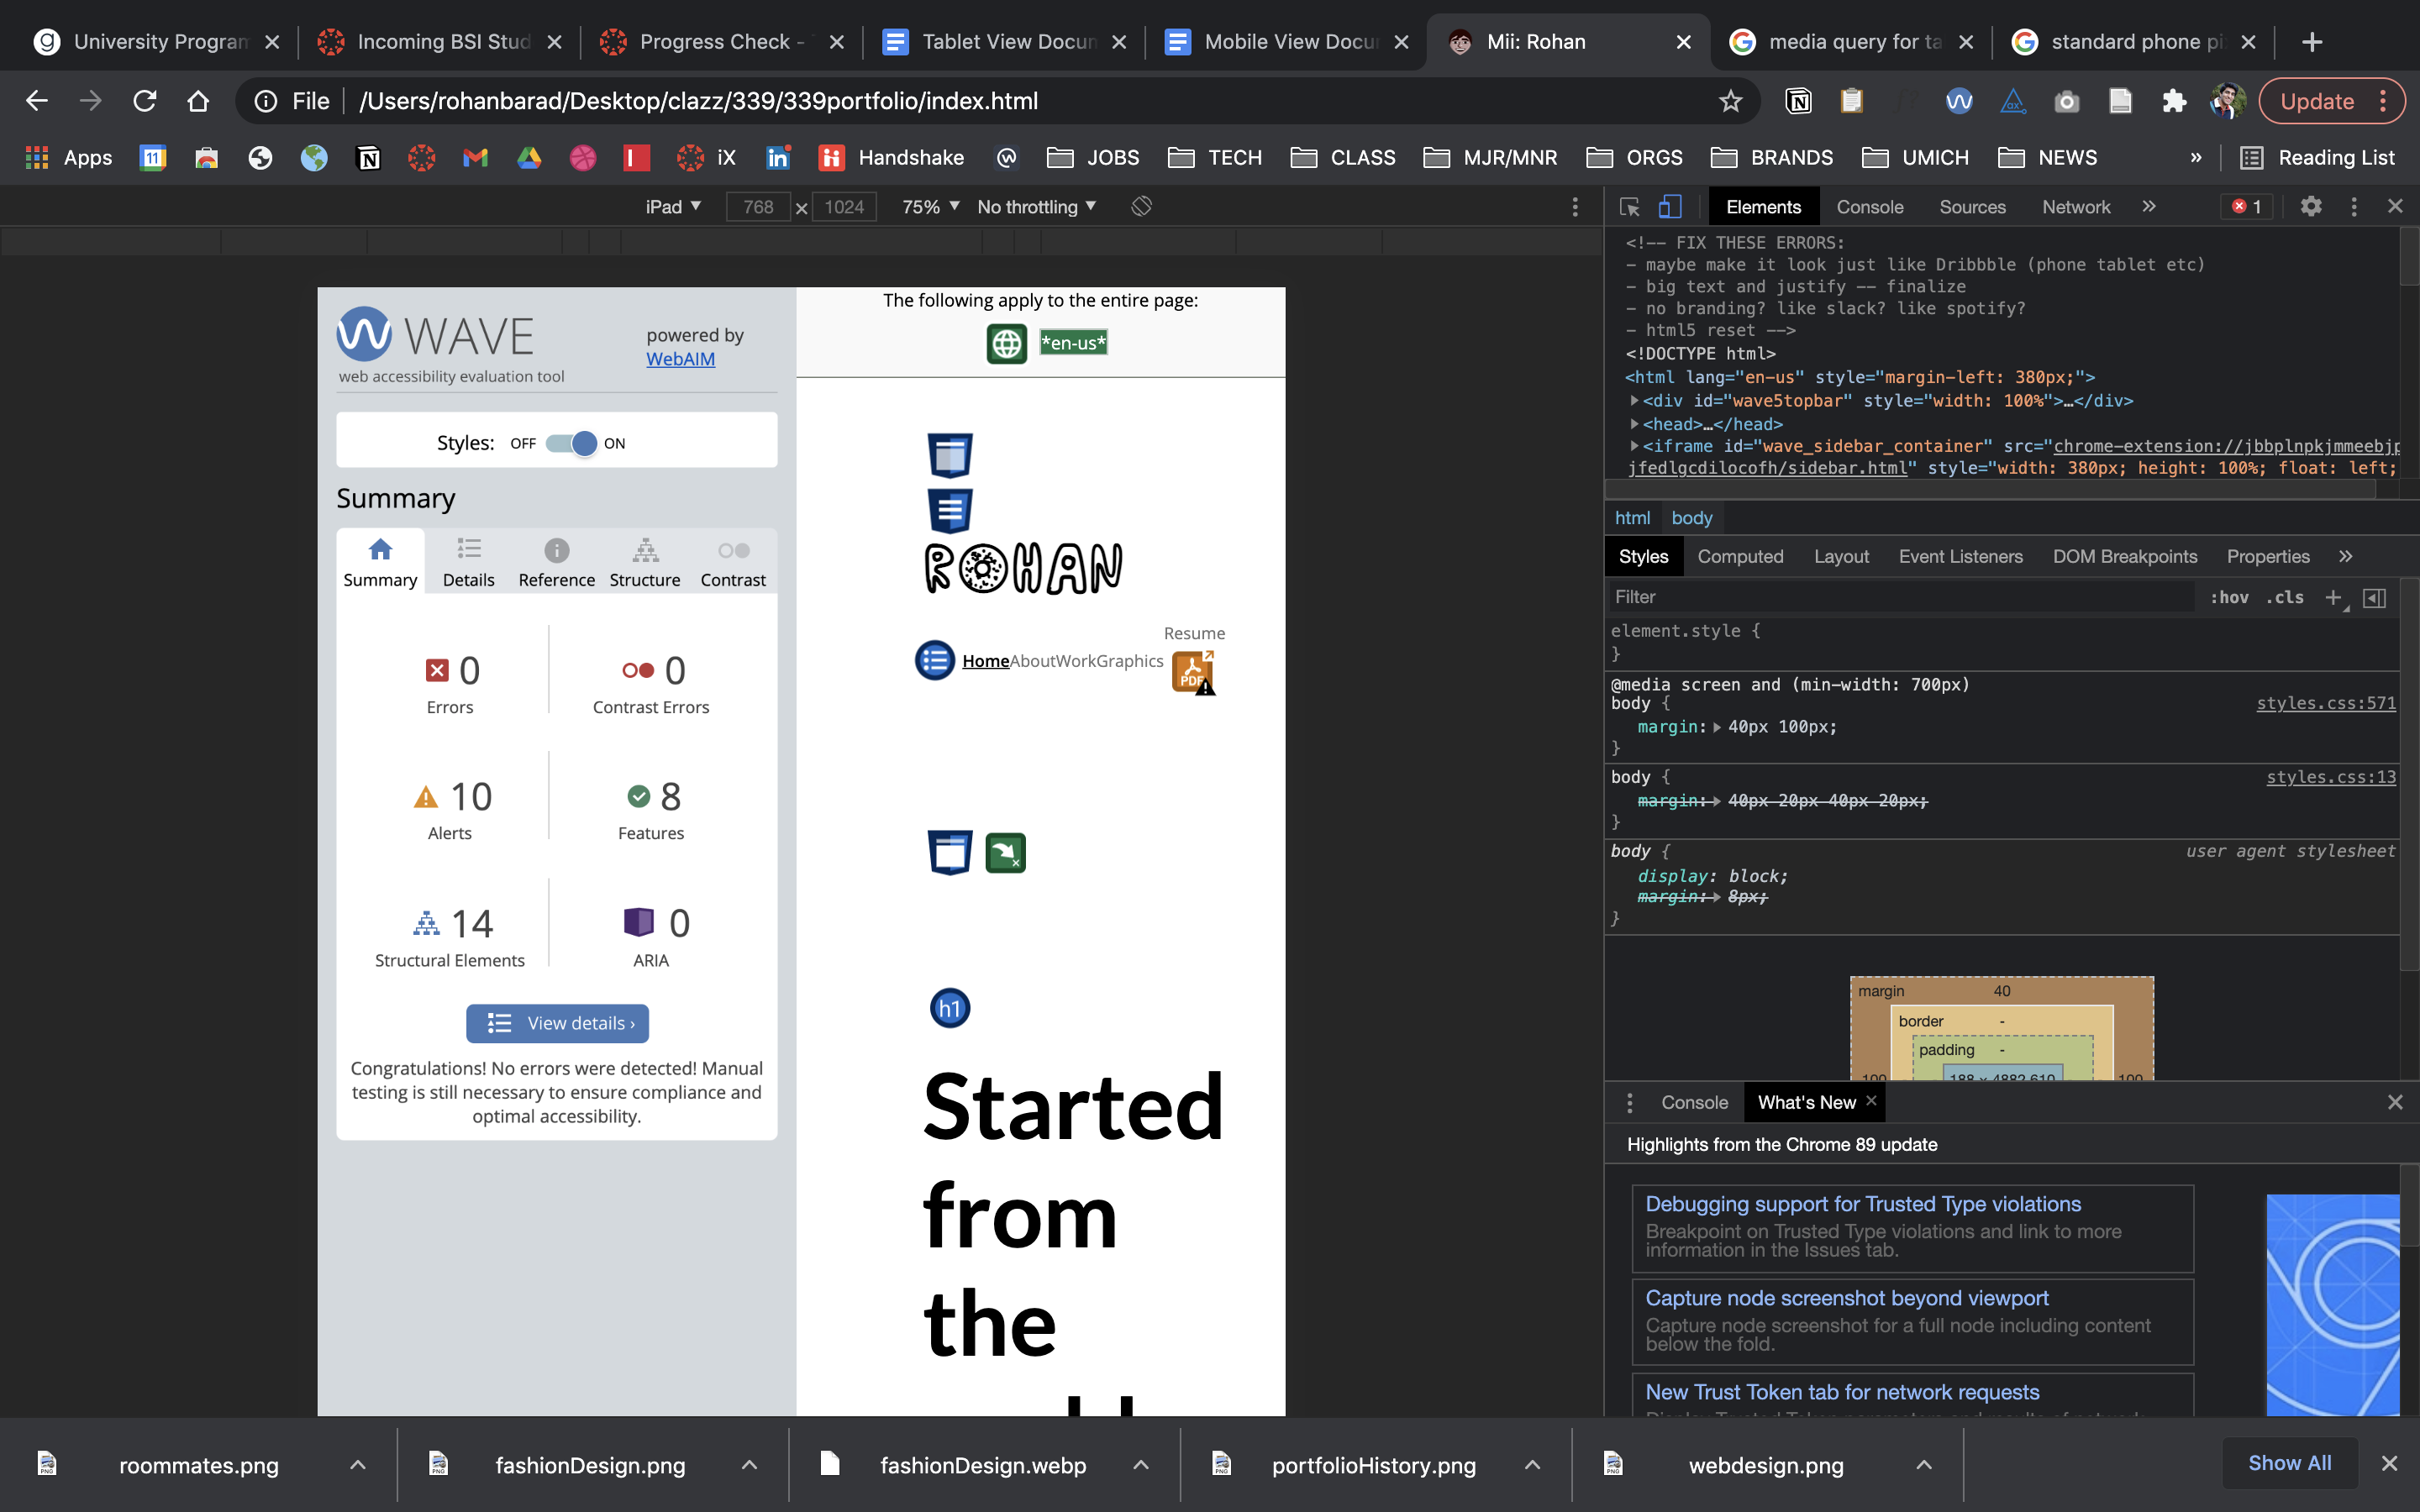 University Program
Incoming BSI Stud
Progress Check -
Tablet View Docum
Mobile View Docu
Mii: Rohan
media query for ta
standard phone pi
File
/Users/rohanbarad/Desktop/clazz/339/339portfolio/index.html
Update
Apps
11
iX
Handshake
JOBS
TECH
CLASS
MJR/MNR
ORGS
BRANDS
UMICH
NEWS
»
Reading List
iPad
768 × 1024
75%
No throttling
Elements
Console
Sources
Network
»
1
WAVE
web accessibility evaluation tool
powered by
WebAIM
Styles: OFF ON
Summary
Summary
Details
Reference
Structure
Contrast
0
Errors
0
Contrast Errors
10
Alerts
8
Features
14
Structural Elements
0
ARIA
View details ›
Congratulations! No errors were detected! Manual
testing is still necessary to ensure compliance and
optimal accessibility.
The following apply to the entire page:
*en-us*
ROHAN
Resume
HomeAboutWorkGraphics
PDF
h1
Started
from
the
<!-- FIX THESE ERRORS:
- maybe make it look just like Dribbble (phone tablet etc)
- big text and justify -- finalize
- no branding? like slack? like spotify?
- html5 reset -->
<!DOCTYPE html>
<html lang="en-us" style="margin-left: 380px;">
<div id="wave5topbar" style="width: 100%">…</div>
<head>…</head>
<iframe id="wave_sidebar_container" src="chrome-extension://jbbplnpkjmmeebjp
jfedlgcdilocofh/sidebar.html" style="width: 380px; height: 100%; float: left;
html body
Styles
Computed
Layout
Event Listeners
DOM Breakpoints
Properties
»
Filter
:hov .cls +
element.style {
}
@media screen and (min-width: 700px)
body {
styles.css:571
margin: 40px 100px;
}
body {
styles.css:13
margin: 40px 20px 40px 20px;
}
body {
user agent stylesheet
display: block;
margin: 8px;
}
margin 40
border -
padding -
100 188 × 4882.610 100
Console
What's New
Highlights from the Chrome 89 update
Debugging support for Trusted Type violations
Breakpoint on Trusted Type violations and link to more
information in the Issues tab.
Capture node screenshot beyond viewport
Capture node screenshot for a full node including content
below the fold.
New Trust Token tab for network requests
roommates.png
fashionDesign.png
fashionDesign.webp
portfolioHistory.png
webdesign.png
Show All